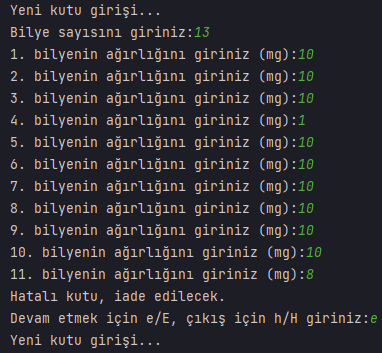 Yeni kutu girişi...
Bilye sayısını giriniz:13
1. bilyenin ağırlığını giriniz (mg):10
2. bilyenin ağırlığını giriniz (mg):10
3. bilyenin ağırlığını giriniz (mg):10
4. bilyenin ağırlığını giriniz (mg):1
5. bilyenin ağırlığını giriniz (mg):10
6. bilyenin ağırlığını giriniz (mg):10
7. bilyenin ağırlığını giriniz (mg):10
8. bilyenin ağırlığını giriniz (mg):10
9. bilyenin ağırlığını giriniz (mg):10
10. bilyenin ağırlığını giriniz (mg):10
11. bilyenin ağırlığını giriniz (mg):8
Hatalı kutu, iade edilecek.
Devam etmek için e/E, çıkış için h/H giriniz:e
Yeni kutu girişi...